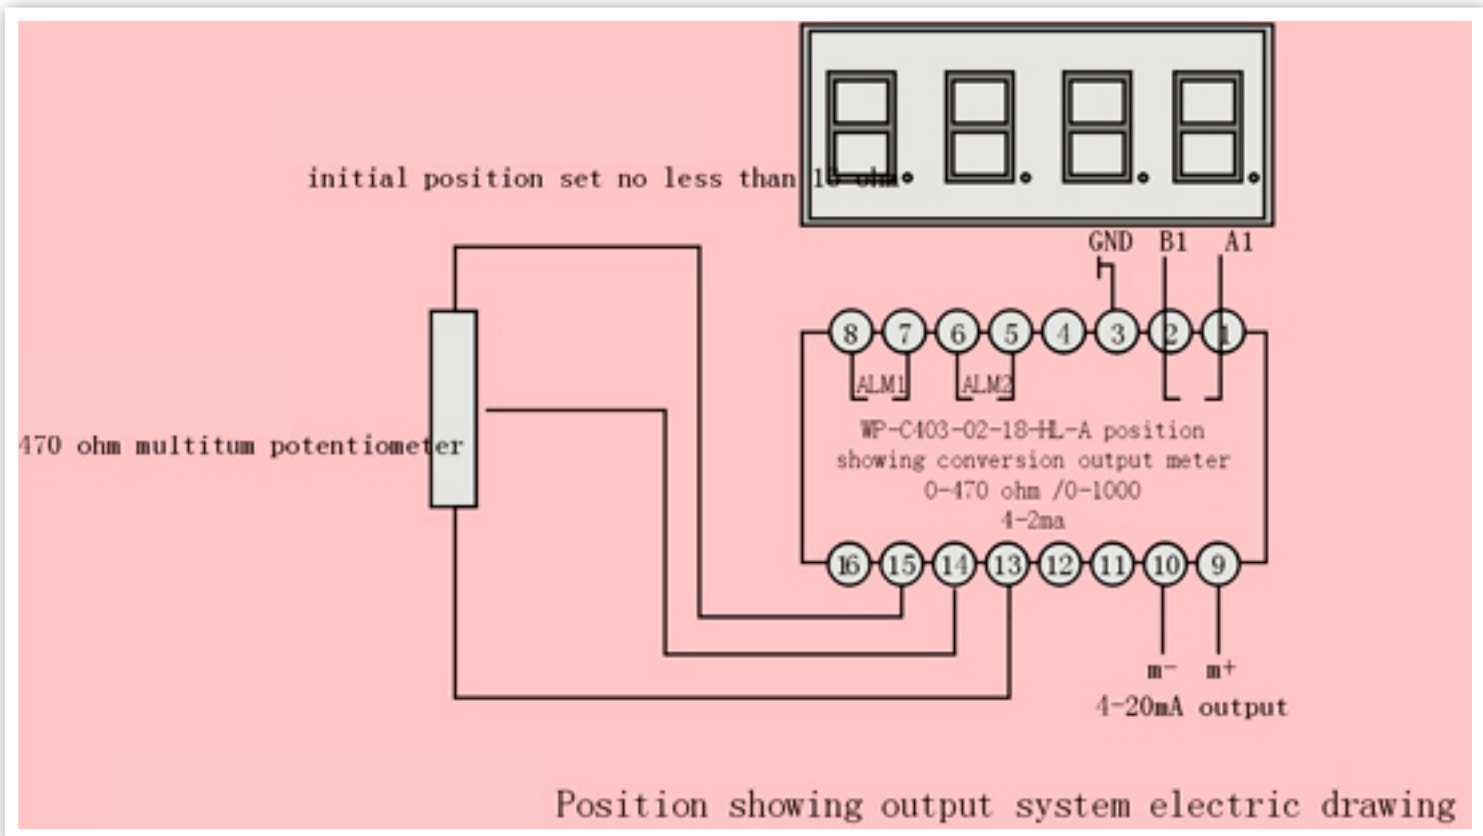 initial position set no less than 15 ohm
GND B1 A1
8 7 6 5 4 3 2 1
ALM1 ALM2
470 ohm multitum potentiometer
WP-C403-02-18-HL-A position
showing conversion output meter
0-470 ohm /0-1000
4-2ma
16 15 14 13 12 11 10 9
m- m+
4-20mA output
Position showing output system electric drawing